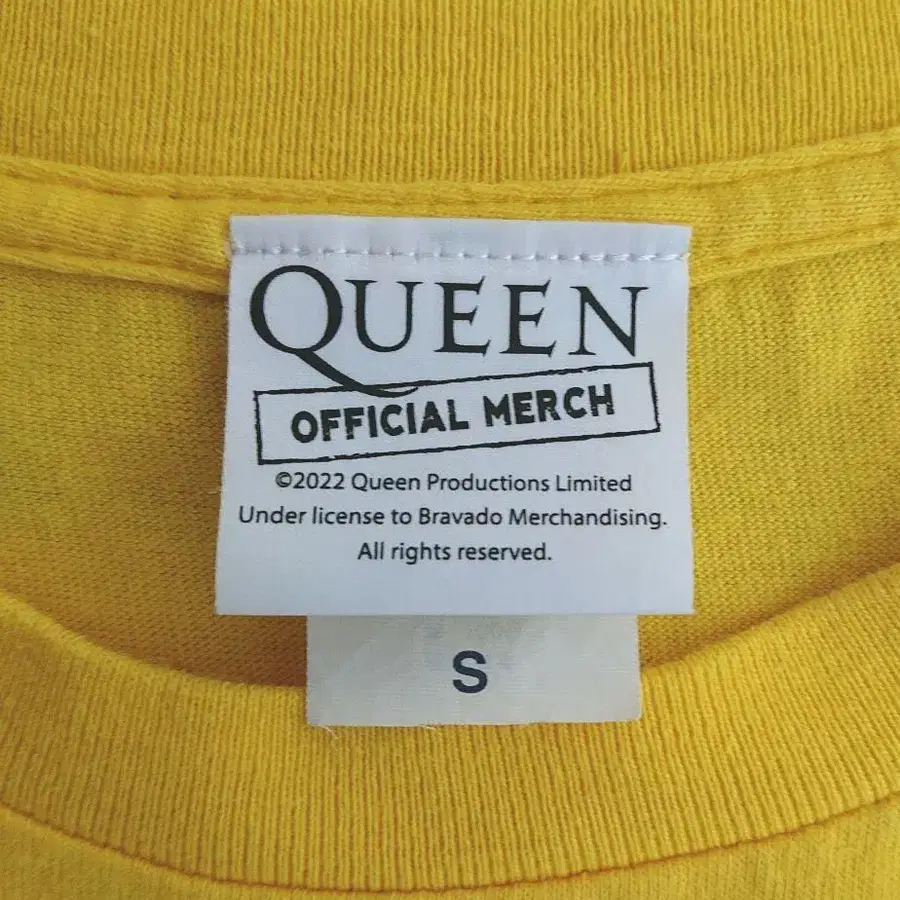 QUEEN
OFFICIAL MERCH
©2022 Queen Productions Limited
Under license to Bravado Merchandising.
All rights reserved.
S